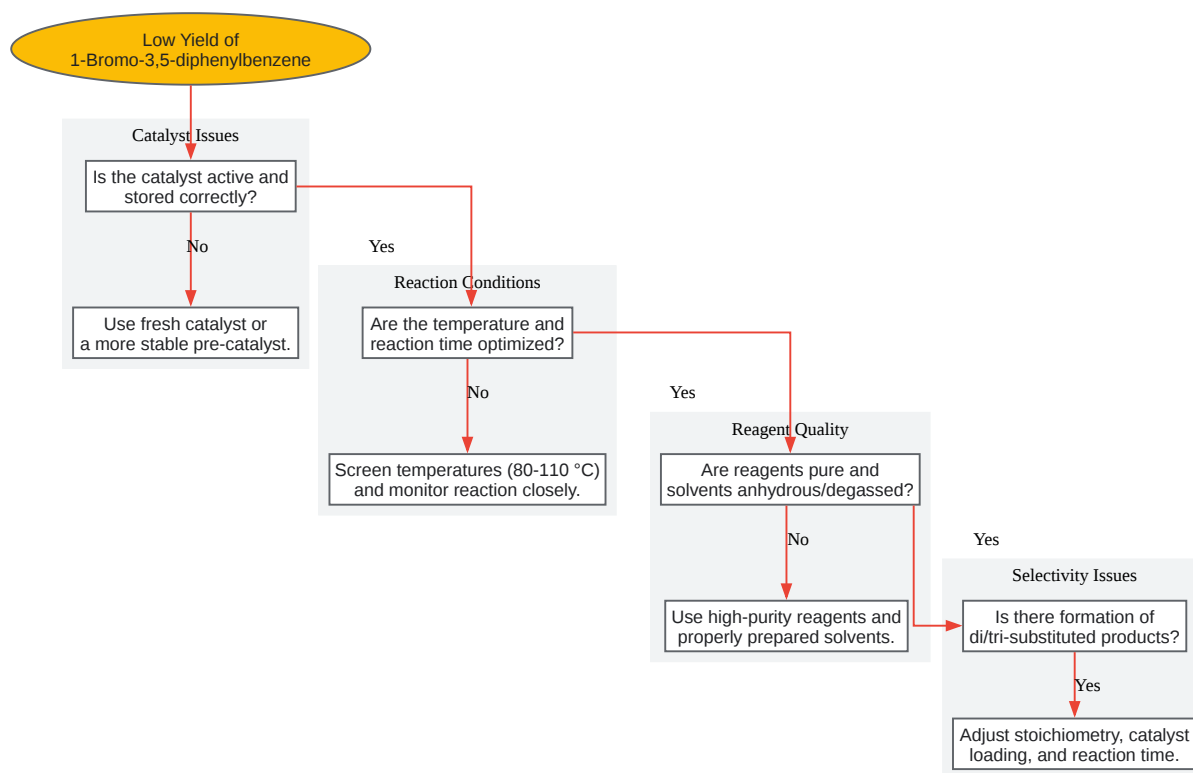 Low Yield of
1-Bromo-3,5-diphenylbenzene
Catalyst Issues
Is the catalyst active and
stored correctly?
No
Yes
Use fresh catalyst or
a more stable pre-catalyst.
Reaction Conditions
Are the temperature and
reaction time optimized?
No
Yes
Screen temperatures (80-110 °C)
and monitor reaction closely.
Reagent Quality
Are reagents pure and
solvents anhydrous/degassed?
No
Yes
Use high-purity reagents and
properly prepared solvents.
Selectivity Issues
Is there formation of
di/tri-substituted products?
Yes
Adjust stoichiometry, catalyst
loading, and reaction time.